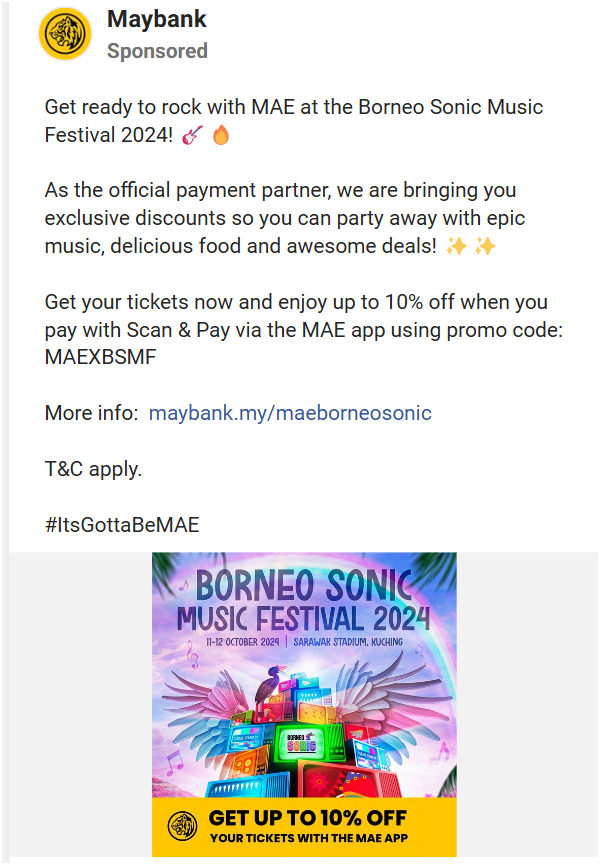 Maybank
Sponsored
Get ready to rock with MAE at the Borneo Sonic Music
Festival 2024! 🎸 🔥
As the official payment partner, we are bringing you
exclusive discounts so you can party away with epic
music, delicious food and awesome deals! ✨ ✨
Get your tickets now and enjoy up to 10% off when you
pay with Scan & Pay via the MAE app using promo code:
MAEXBSMF
More info: maybank.my/maeborneosonic
T&C apply.
#ItsGottaBeMAE
BORNEO SONIC
MUSIC FESTIVAL 2024
11-12 OCTOBER 2024 | SARAWAK STADIUM, KUCHING
BORNEO
SONIC
GET UP TO 10% OFF
YOUR TICKETS WITH THE MAE APP